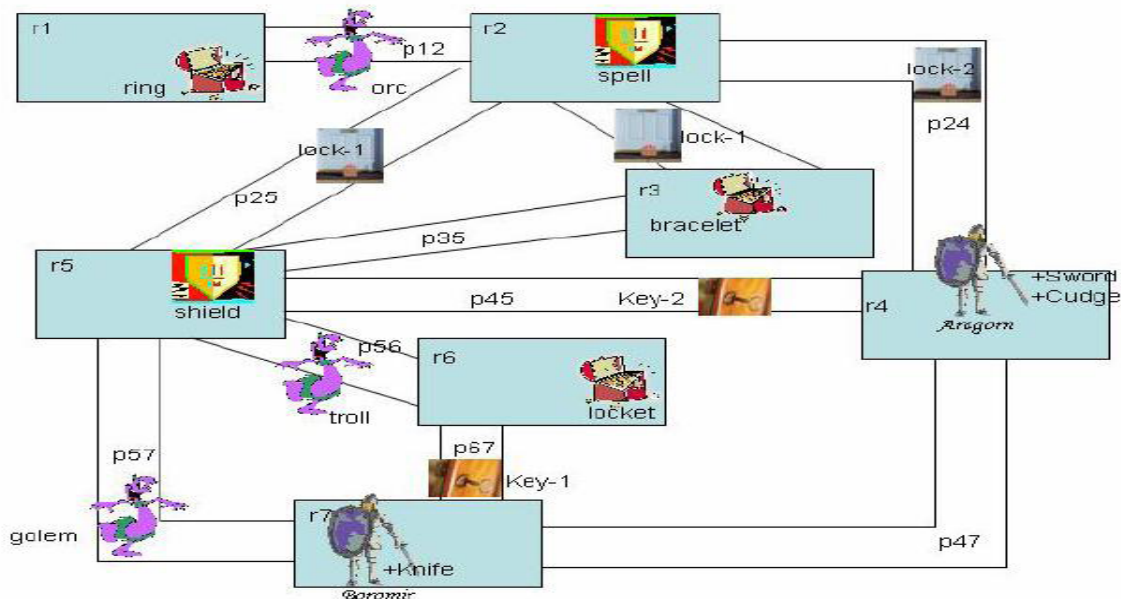 r1
ring
p12
orc
r2
spell
lock-2
p24
lock-1
lock-1
p25
r3
bracelet
p35
r5
shield
p45
Key-2
r4
+Sword
+Cudge
Aragorn
p56
troll
r6
locket
p67
Key-1
p57
golem
r7
+Knife
Boromir
p47